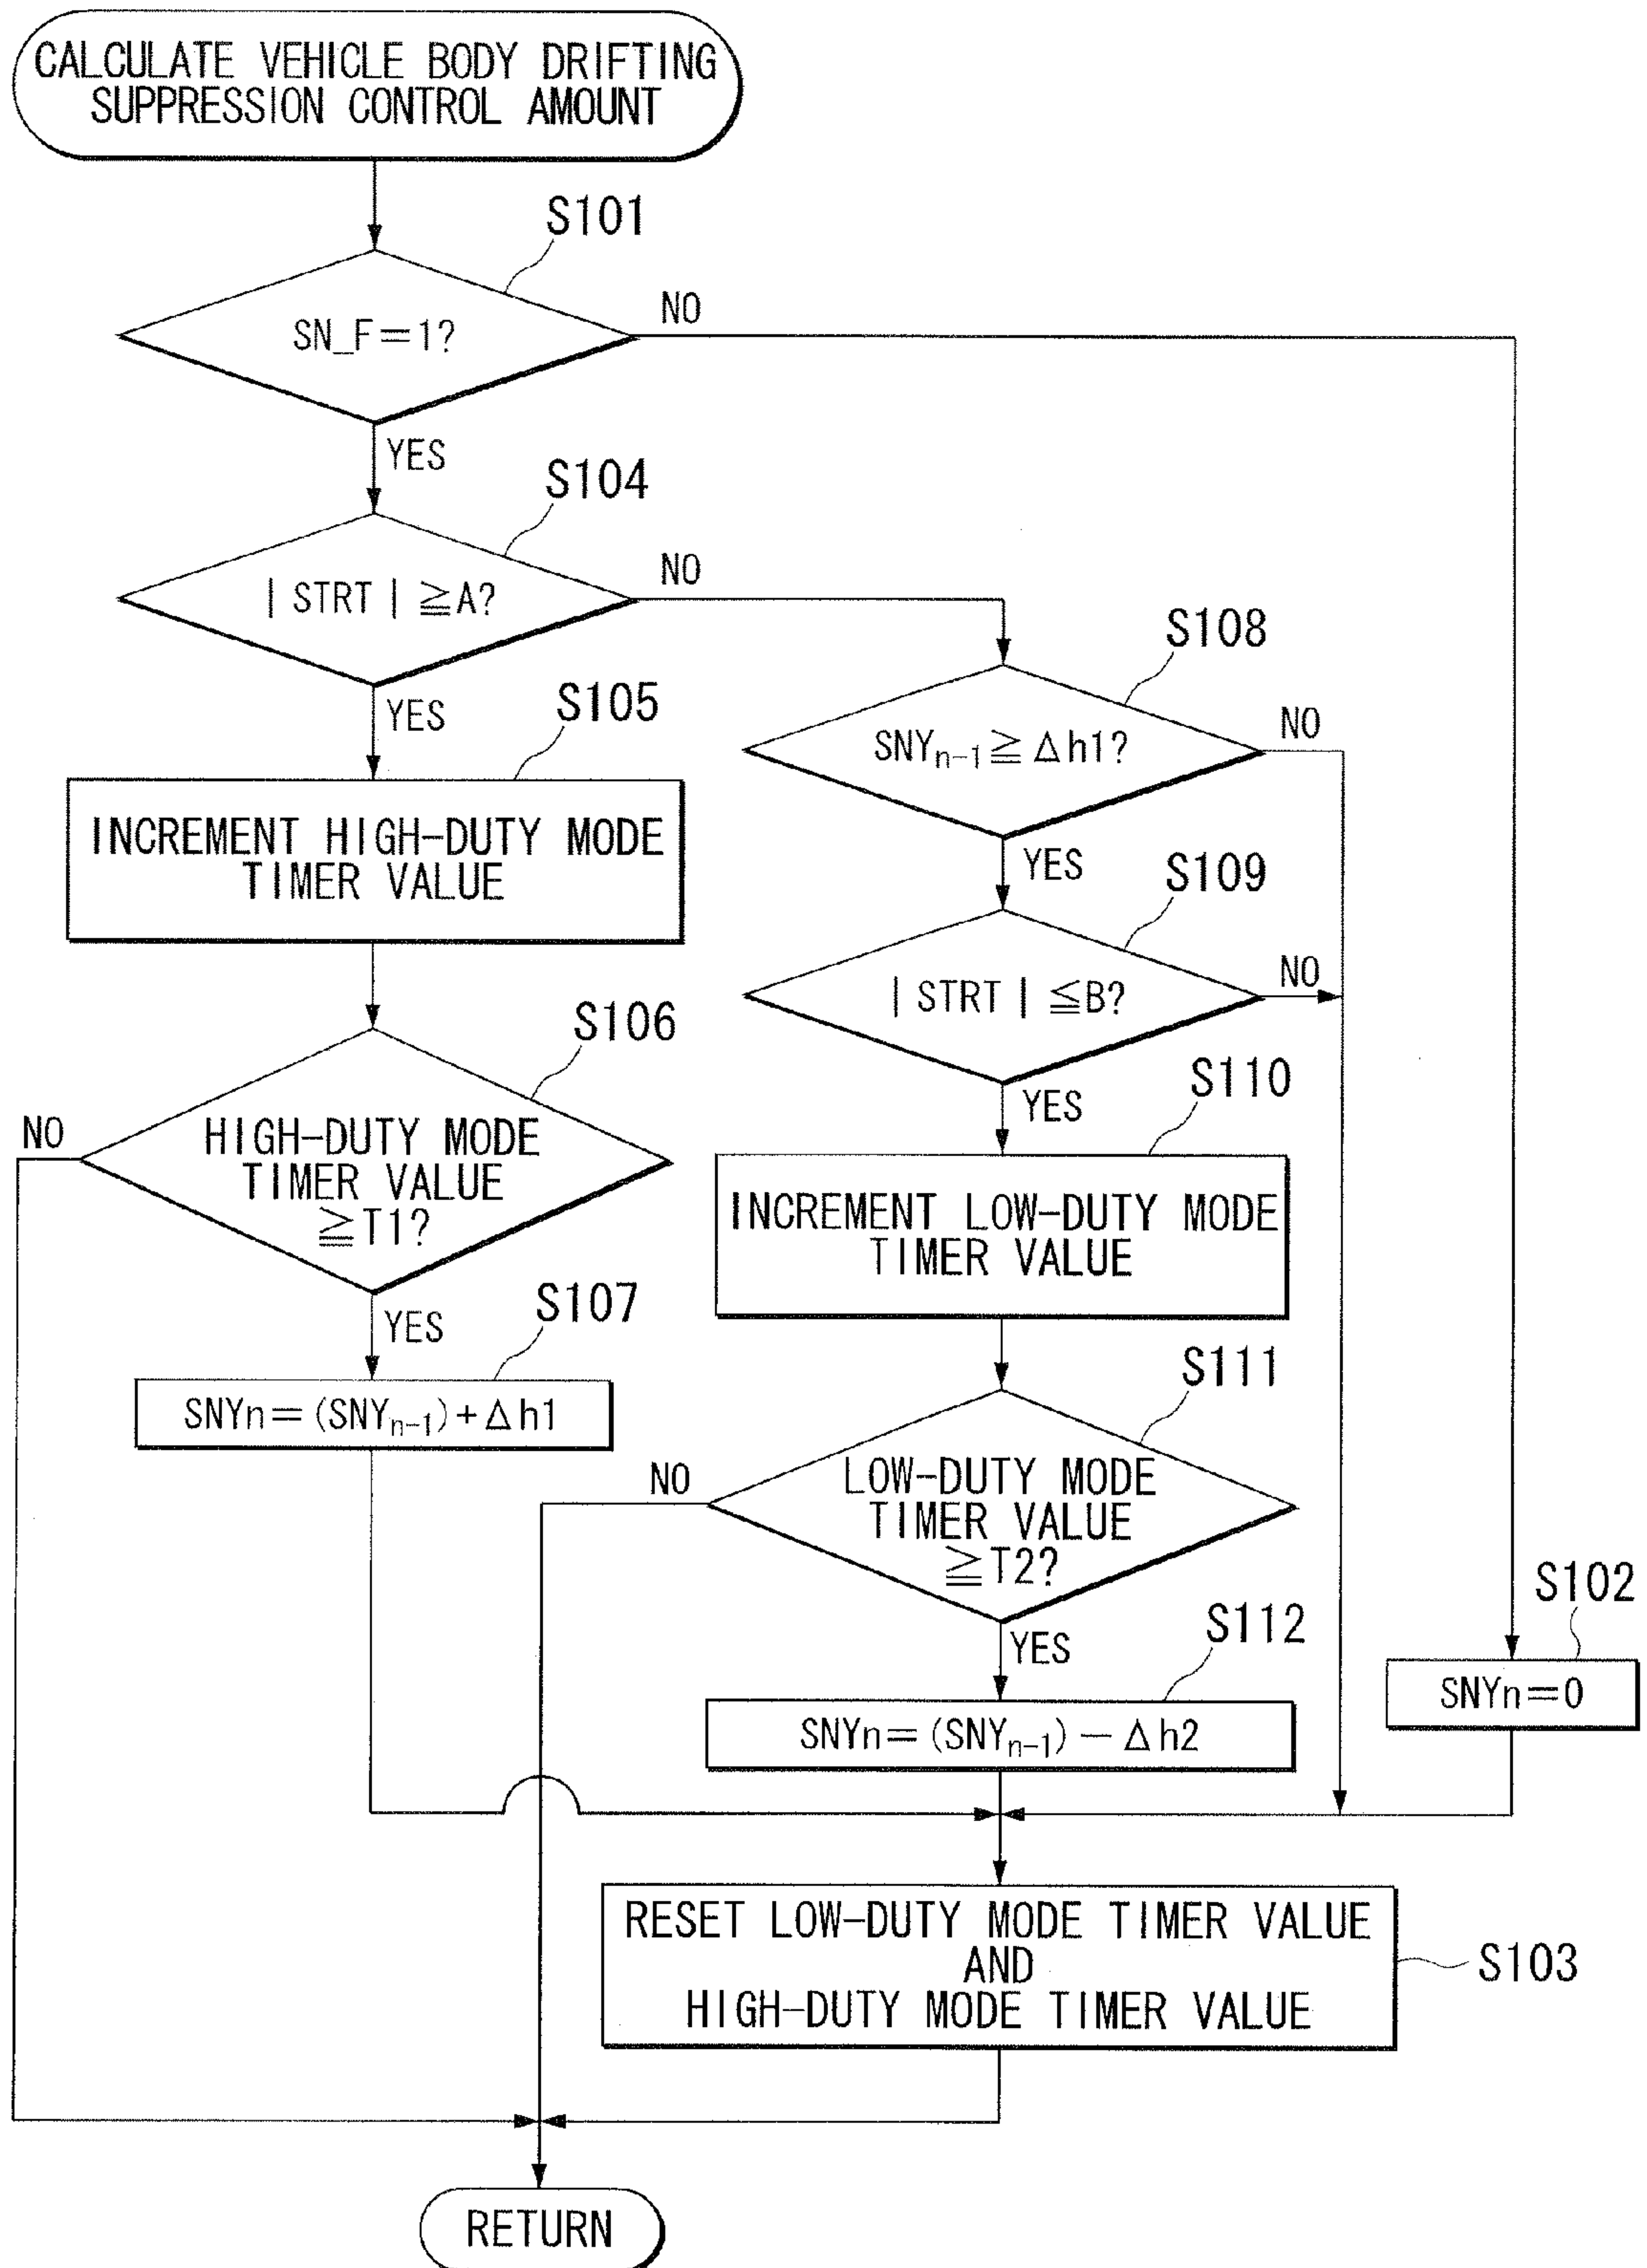 CALCULATE VEHICLE BODY DRIFTING
SUPPRESSION CONTROL AMOUNT
S101
SN_F=1?
NO
YES
S104
| STRT | ≧A?
NO
YES
S105
INCREMENT HIGH-DUTY MODE
TIMER VALUE
S106
HIGH-DUTY MODE
TIMER VALUE
≧T1?
NO
YES
S107
SNYn=(SNYn-1)+Δh1
S108
SNYn-1≧Δh1?
NO
YES
S109
| STRT | ≦B?
NO
YES
S110
INCREMENT LOW-DUTY MODE
TIMER VALUE
S111
LOW-DUTY MODE
TIMER VALUE
≧T2?
NO
YES
S112
SNYn=(SNYn-1)-Δh2
S102
SNYn=0
RESET LOW-DUTY MODE TIMER VALUE
AND
HIGH-DUTY MODE TIMER VALUE
S103
RETURN